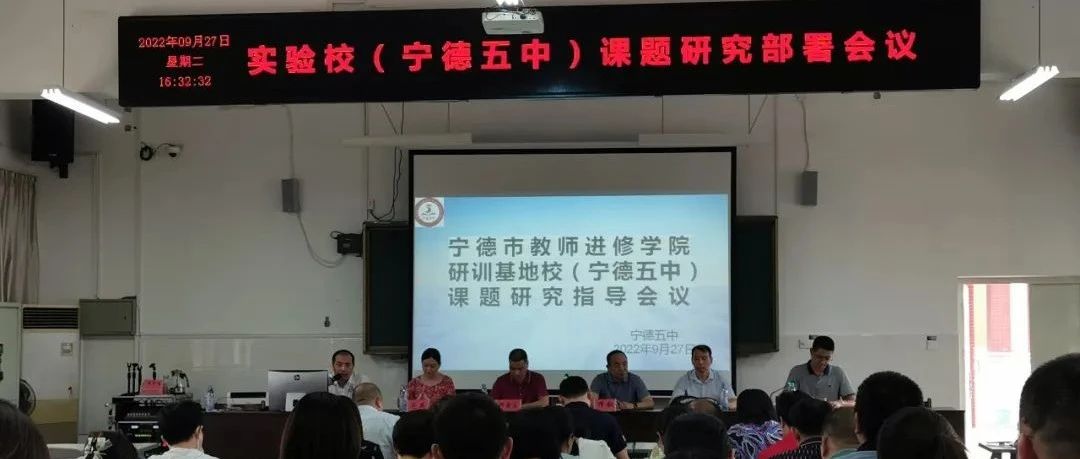 2022年09月27日
星期二
16:32:32
实验校（宁德五中）课题研究部署会议
宁德市教师进修学院
研训基地校（宁德五中）
课题研究指导会议
宁德五中
2022年9月27日